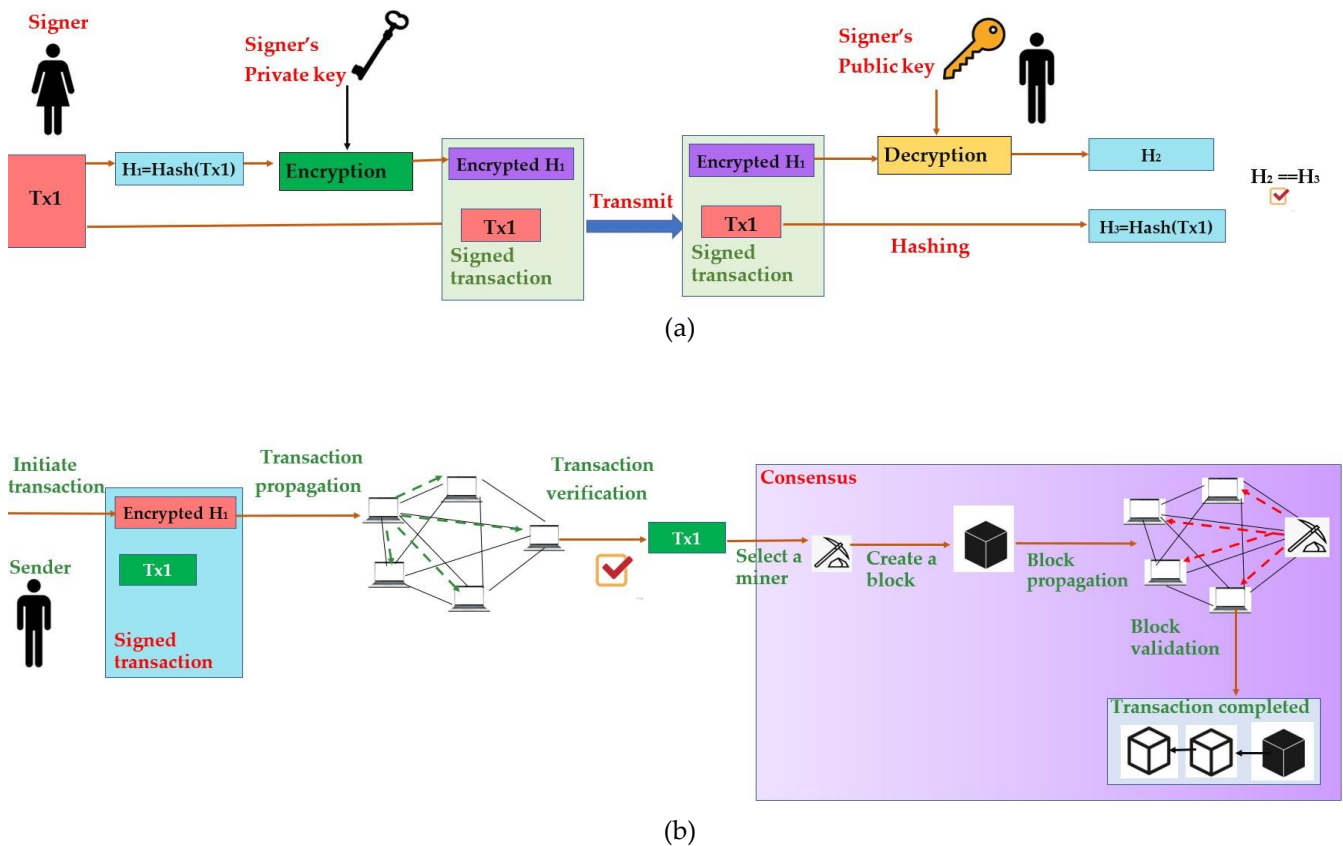 Signer
Signer's
Private key
Signer's
Public key
Tx1
H₁=Hash(Tx1)
Encryption
Encrypted H₁
Tx1
Signed
transaction
Transmit
Encrypted H₁
Tx1
Signed
transaction
Decryption
Hashing
H₂
H₃=Hash(Tx1)
H₂ ==H₃
(a)
Initiate
transaction
Sender
Encrypted H₁
Tx1
Signed
transaction
Transaction
propagation
Transaction
verification
Tx1
Consensus
Select a
miner
Create a
block
Block
propagation
Block
validation
Transaction completed
(b)